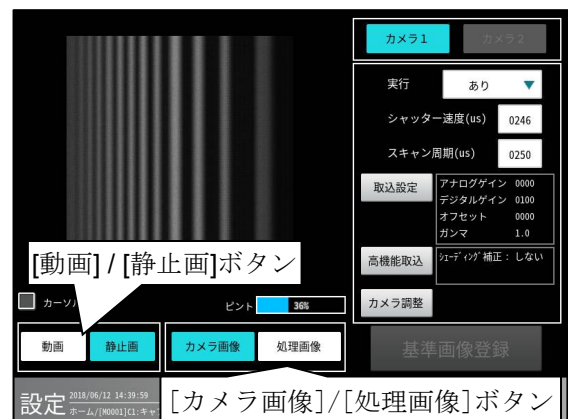 カメラ1
カメラ2
実行
あり
シャッター速度(us)
0246
スキャン周期(us)
0250
取込設定
アナログゲイン 0000
デジタルゲイン 0100
オフセット 0000
ガンマ 1.0
[動画] / [静止画]ボタン
高機能取込
シェーディング補正: しない
ピント
36%
カメラ調整
動画
静止画
カメラ画像
処理画像
基準画像登録
設定
2018/06/12 14:39:59
ホーム/[M0001]C1:キャ
[カメラ画像]/[処理画像]ボタン